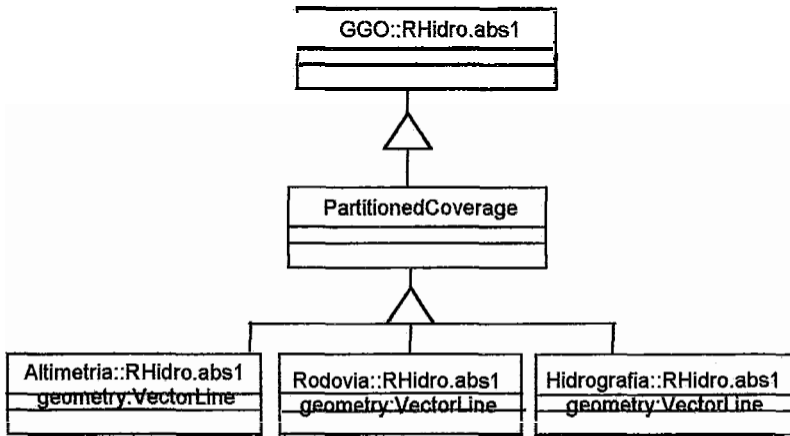 GGO::RHidro.abs1
PartitionedCoverage
Altimetria::RHidro.abs1
geometry:VectorLine
Rodovia::RHidro.abs1
geometry:VectorLine
Hidrografia::RHidro.abs1
geometry:VectorLine